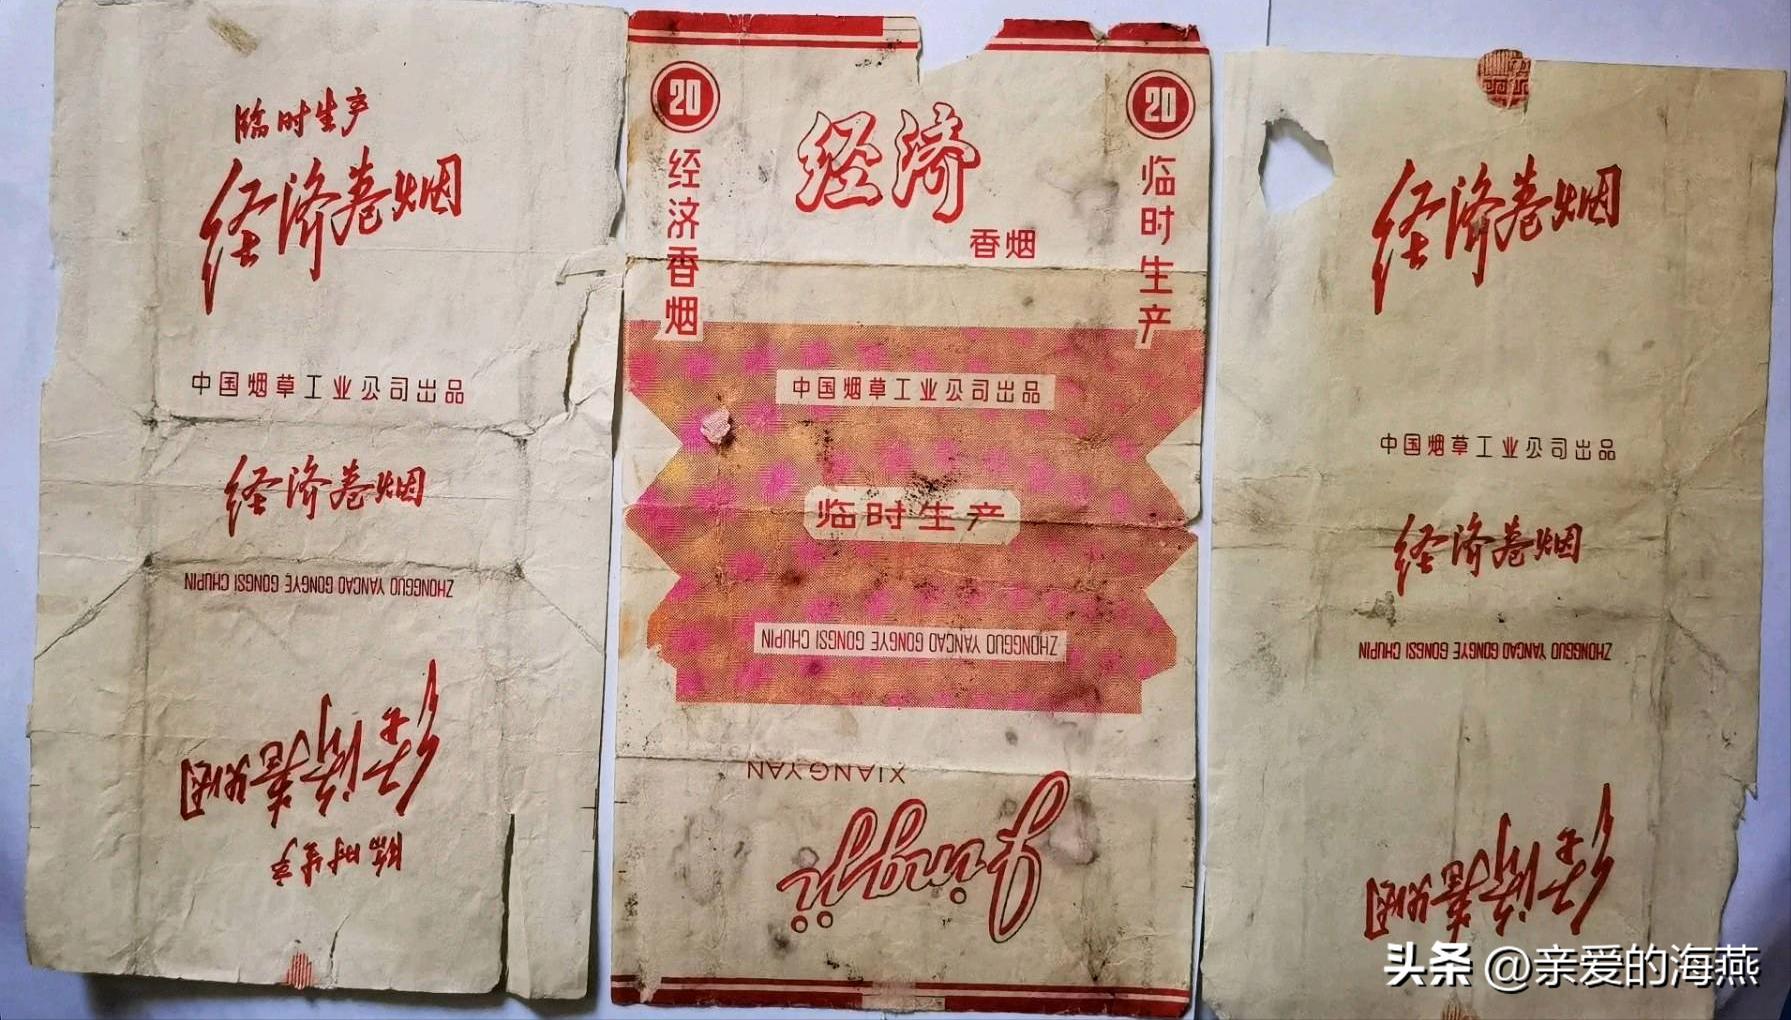 临时生产
经济卷烟
中国烟草工业公司出品
经济卷烟
ZHONGGUO YANCAO GONGYE GONGSI CHUPIN
经济卷烟
临时生产
20
经济香烟
经济
香烟
20
临时生产
中国烟草工业公司出品
临时生产
ZHONGGUO YANCAO GONGYE GONGSI CHUPIN
XIANGYAN
Jingji
经济卷烟
中国烟草工业公司出品
经济卷烟
ZHONGGUO YANCAO GONGYE GONGSI CHUPIN
经济卷烟
头条 @亲爱的海燕